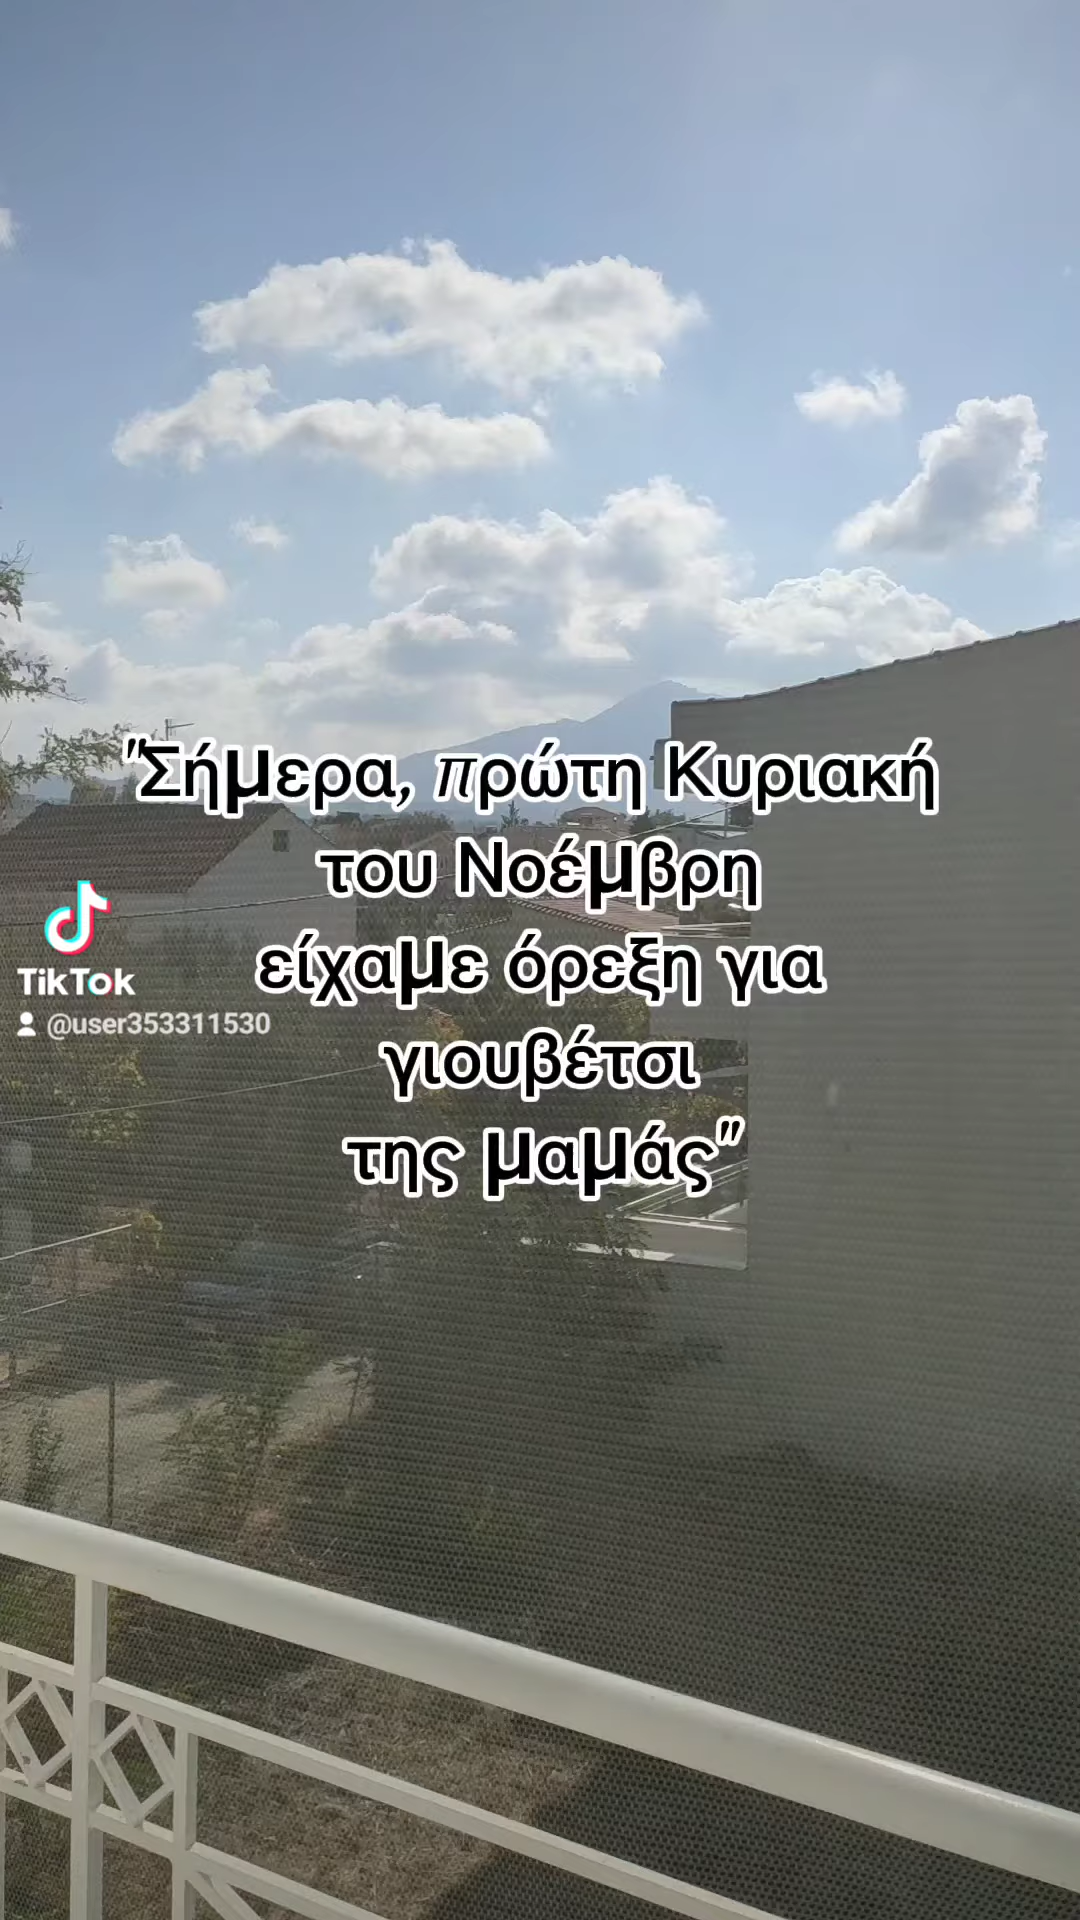 "Σήμερα, πρώτη Κυριακή
του Νοέμβρη
είχαμε όρεξη για
γιουβέτσι
της μαμάς"
TikTok
@user353311530